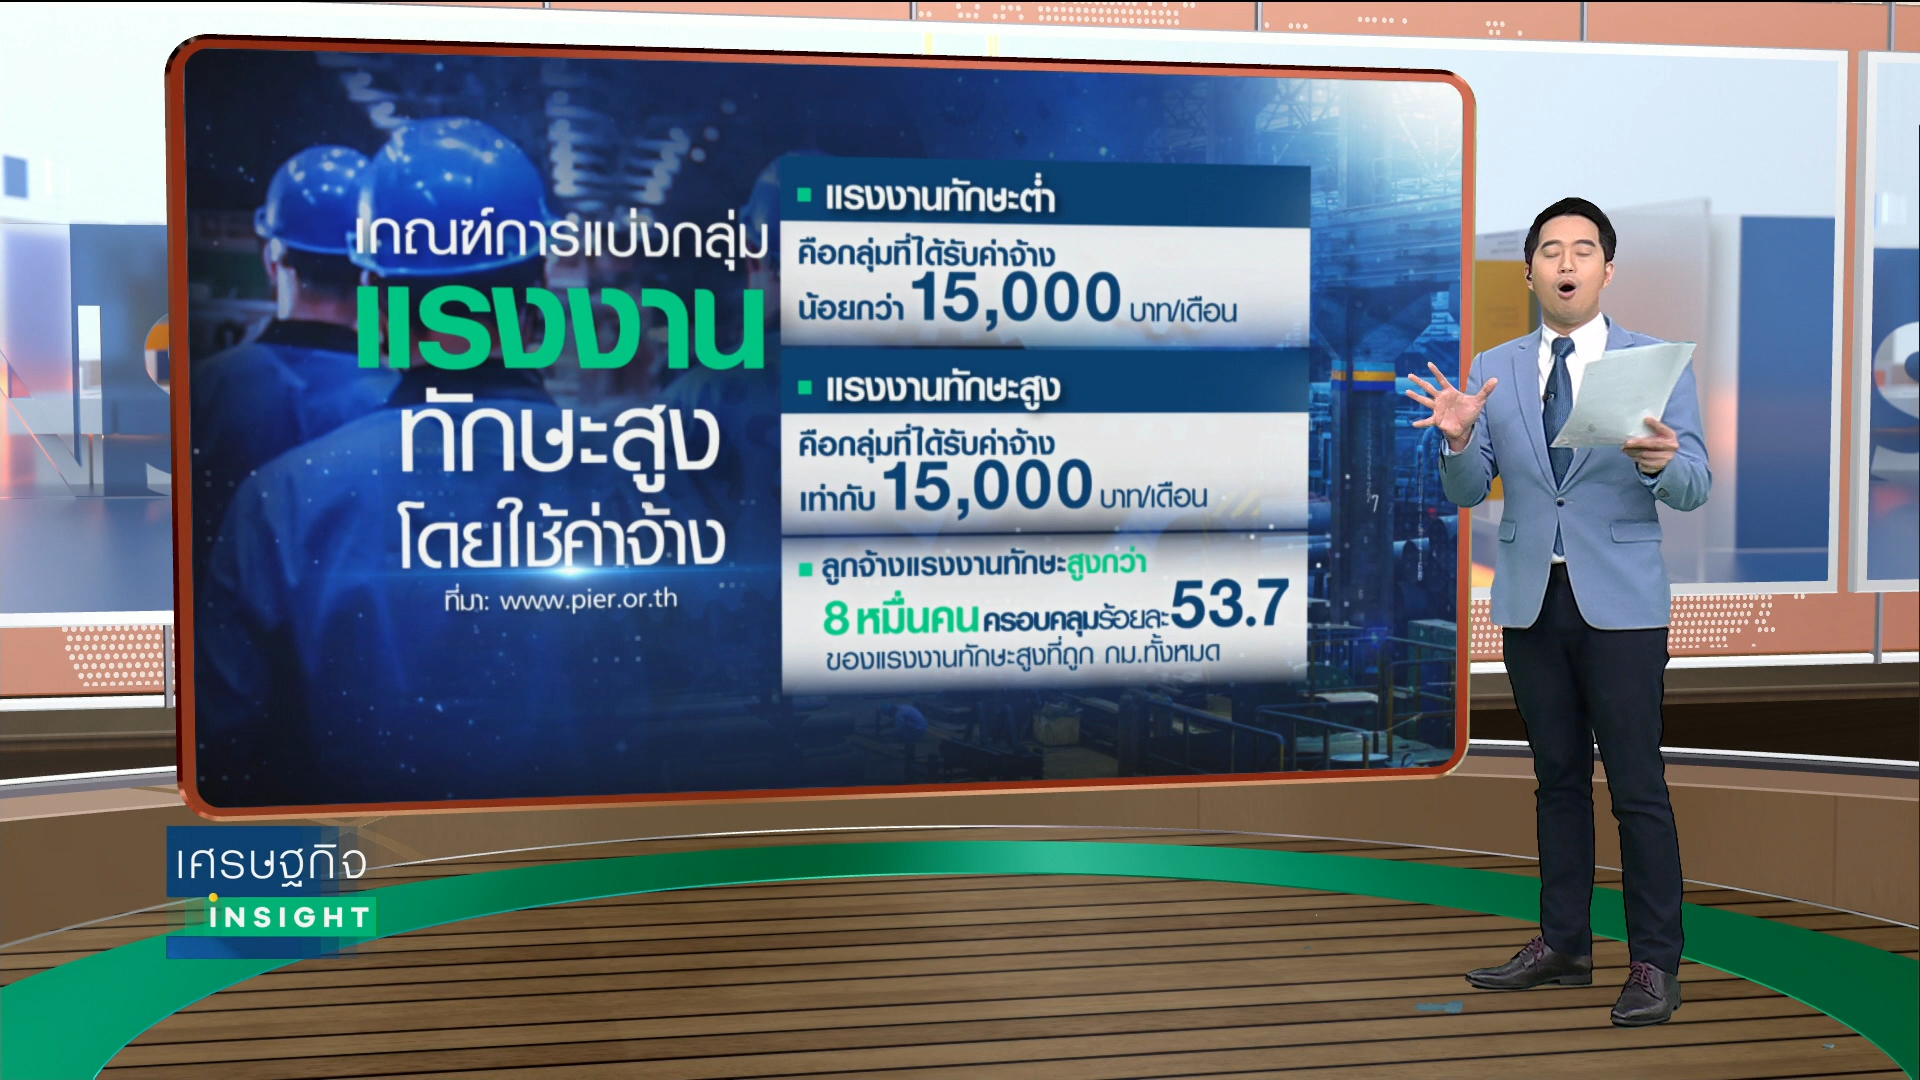 เกณฑ์การแบ่งกลุ่ม
แรงงาน
ทักษะสูง
โดยใช้ค่าจ้าง
ที่มา: www.pier.or.th
แรงงานทักษะต่ำ
คือกลุ่มที่ได้รับค่าจ้าง
น้อยกว่า 15,000 บาท/เดือน
แรงงานทักษะสูง
คือกลุ่มที่ได้รับค่าจ้าง
เท่ากับ 15,000 บาท/เดือน
ลูกจ้างแรงงานทักษะสูงกว่า
8 หมื่นคน ครอบคลุมร้อยละ 53.7
ของแรงงานทักษะสูงที่ถูก กม.ทั้งหมด
เศรษฐกิจ
INSIGHT